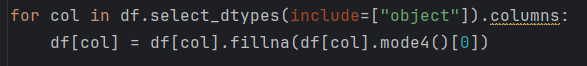 for col in df.select_dtypes(include=["object"]).columns:
    df[col] = df[col].fillna(df[col].mode4()[0])